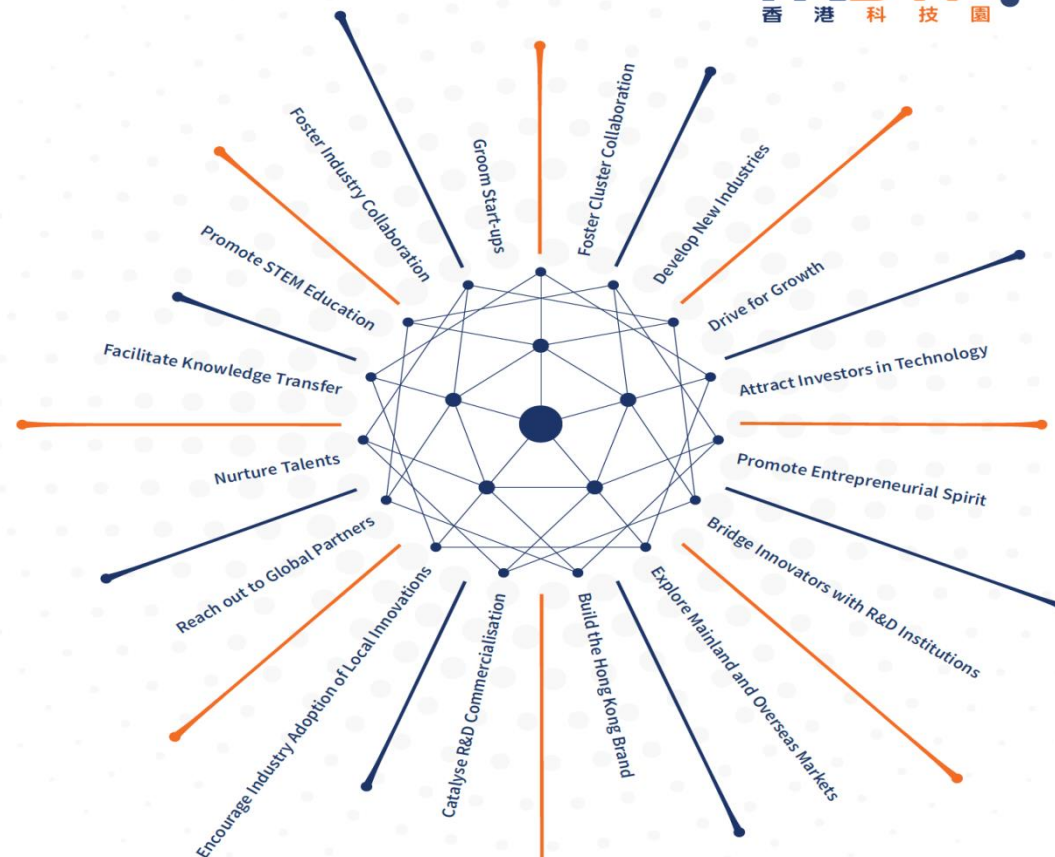 香港科技園
Groom Start-ups
Foster Cluster Collaboration
Develop New Industries
Drive for Growth
Attract Investors in Technology
Promote Entrepreneurial Spirit
Bridge Innovators with R&D Institutions
Explore Mainland and Overseas Markets
Build the Hong Kong Brand
Catalyse R&D Commercialisation
Encourage Industry Adoption of Local Innovations
Reach out to Global Partners
Nurture Talents
Facilitate Knowledge Transfer
Promote STEM Education
Foster Industry Collaboration